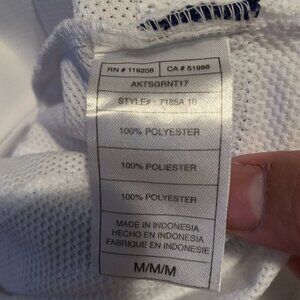 RN # 119208 CA # 51986
AKTSGRNT17
STYLE# : 7185A 10
100% POLYESTER
100% POLIESTER
100% POLYESTER
MADE IN INDONESIA
HECHO EN INDONESIA
FABRIQUE EN INDONESIE
M/M/M